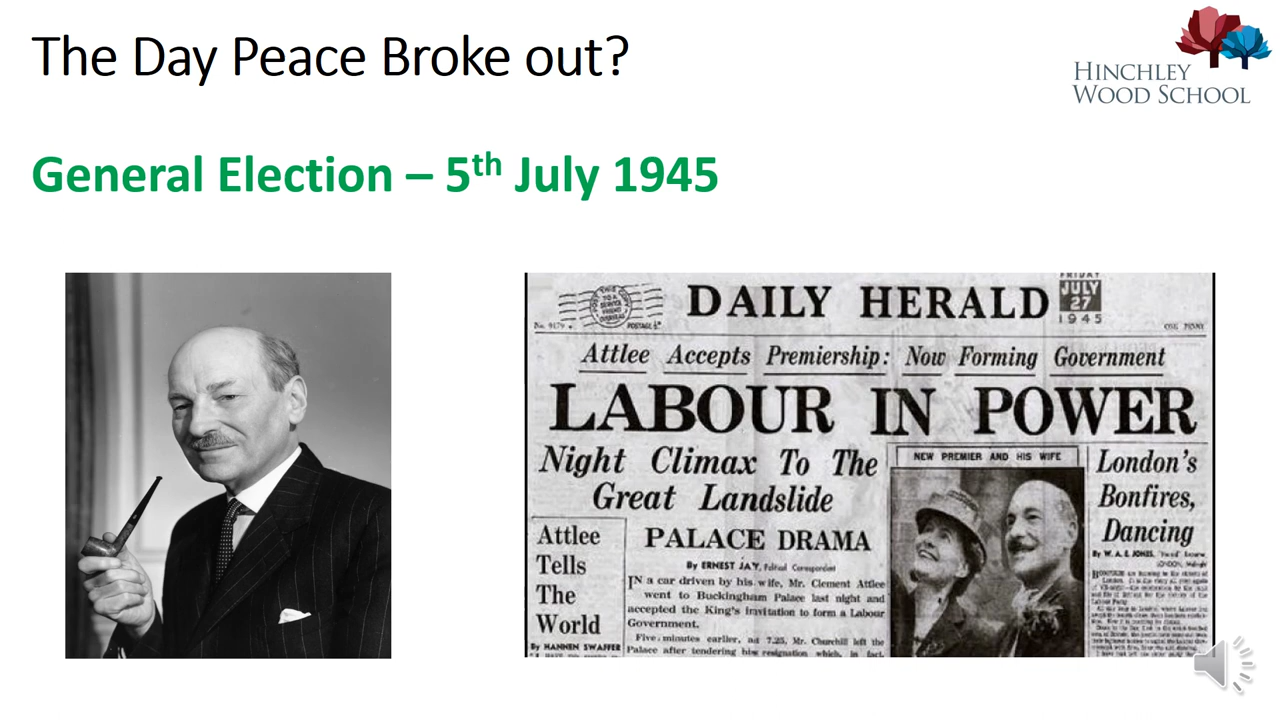 The Day Peace Broke out?
HINCHLEY
WOOD SCHOOL
General Election – 5th July 1945
FRIDAY
JULY
27
1945
DAILY HERALD
No. 9179
POSTAGE
ONE PENNY
Attlee Accepts Premiership: Now Forming Government
LABOUR IN POWER
Night Climax To The
Great Landslide
NEW PREMIER AND HIS WIFE
London's
Bonfires,
Dancing
Attlee
Tells
The
World
By HANNEN SWAFFER
PALACE DRAMA
By ERNEST JAY, Political Correspondent
IN a car driven by his wife, Mr. Clement Attlee
went to Buckingham Palace last night and
accepted the King's invitation to form a Labour
Government.
Five minutes earlier, at 7.25, Mr. Churchill left the
Palace after tendering his resignation which, in fact,